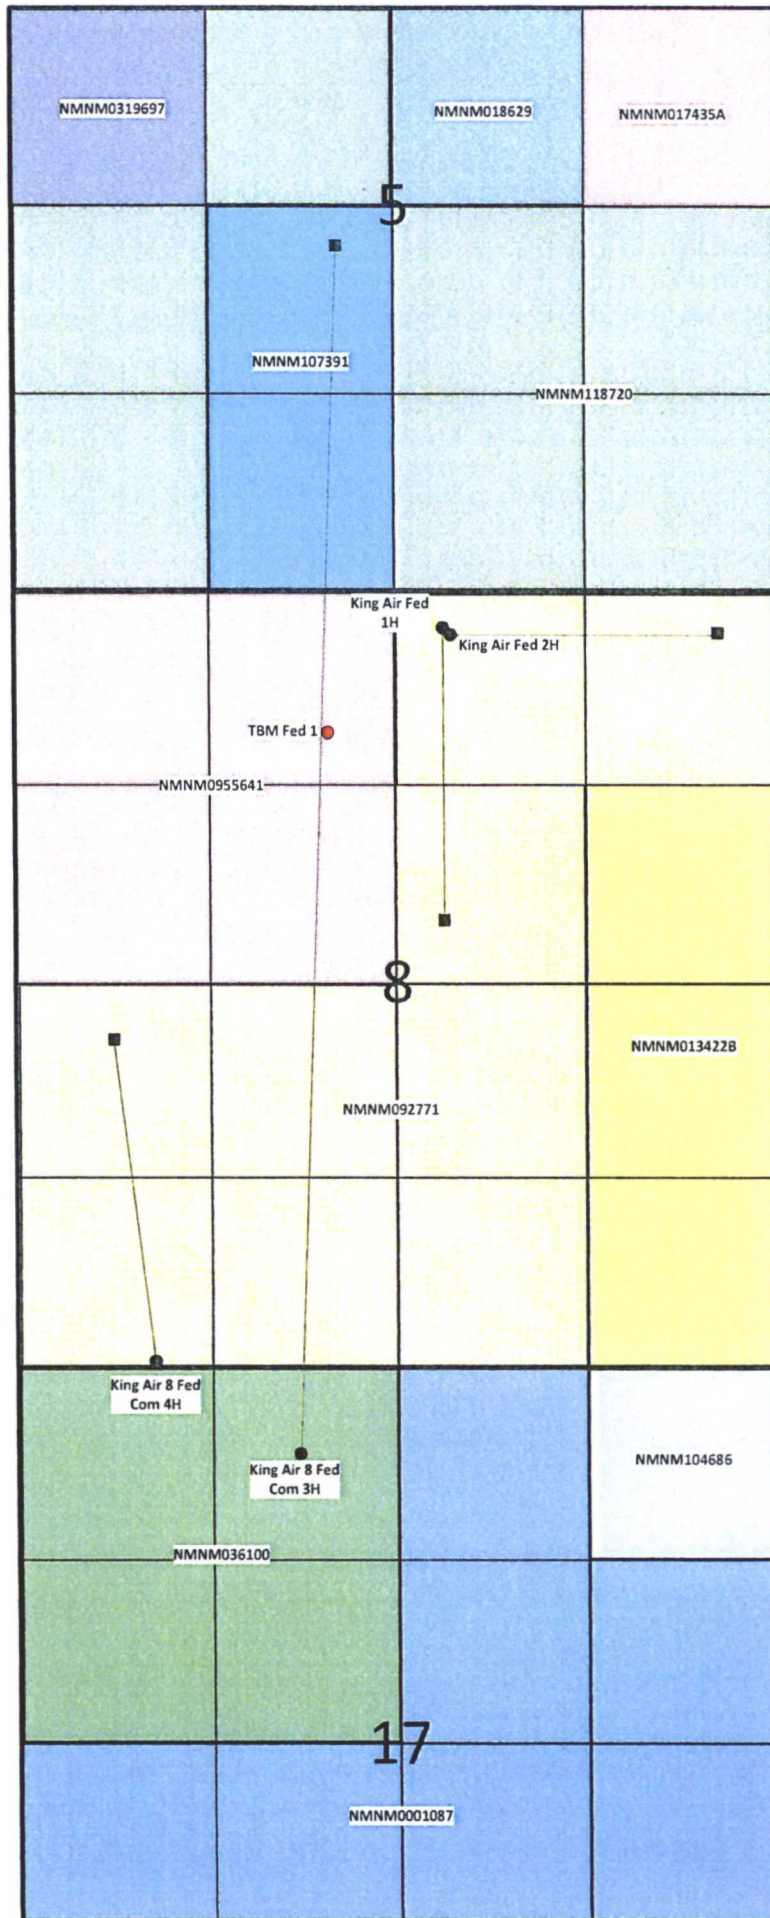 NMNM0319697
NMNM018629
NMNM017435A
5
NMNM107391
NMNM118720
King Air Fed
1H
King Air Fed 2H
TBM Fed 1
NMNM0955641
8
NMNM013422B
NMNM092771
King Air 8 Fed
Com 4H
King Air 8 Fed
Com 3H
NMNM104686
NMNM036100
17
NMNM0001087